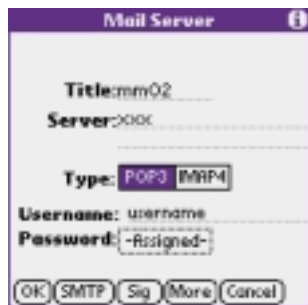 Mail Server
Title: mm02
Server: xxx
Type: POP3 IMAP4
Username: username
Password: -Assigned-
OK SMTP Sig More Cancel